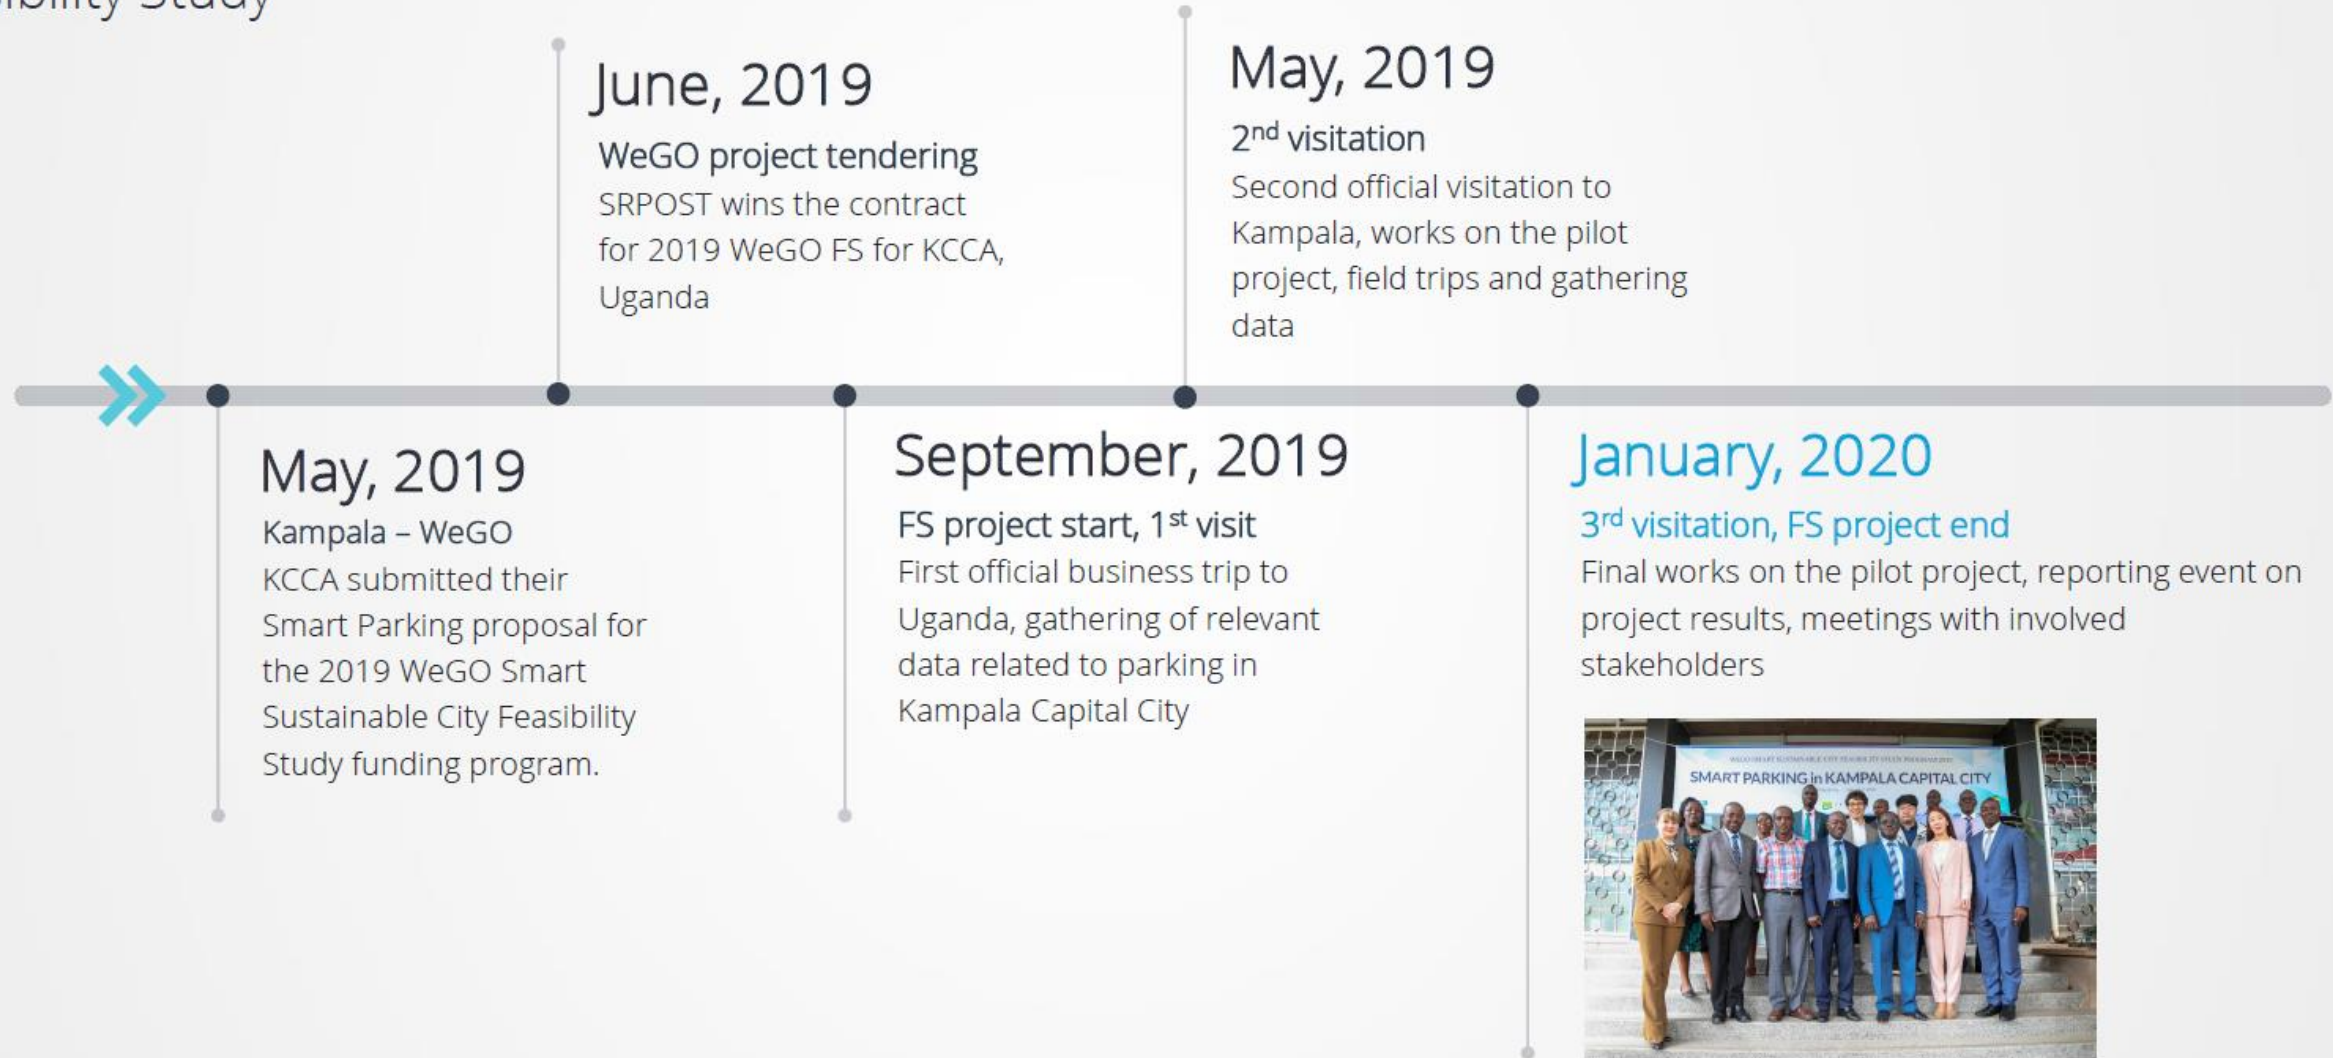 Study
June, 2019
WeGO project tendering
SRPOST wins the contract
for 2019 WeGO FS for KCCA,
Uganda
May, 2019
2nd visitation
Second official visitation to
Kampala, works on the pilot
project, field trips and gathering
data
May, 2019
Kampala – WeGO
KCCA submitted their
Smart Parking proposal for
the 2019 WeGO Smart
Sustainable City Feasibility
Study funding program.
September, 2019
FS project start, 1st visit
First official business trip to
Uganda, gathering of relevant
data related to parking in
Kampala Capital City
January, 2020
3rd visitation, FS project end
Final works on the pilot project, reporting event on
project results, meetings with involved
stakeholders
SMART PARKING in KAMPALA CAPITAL CITY